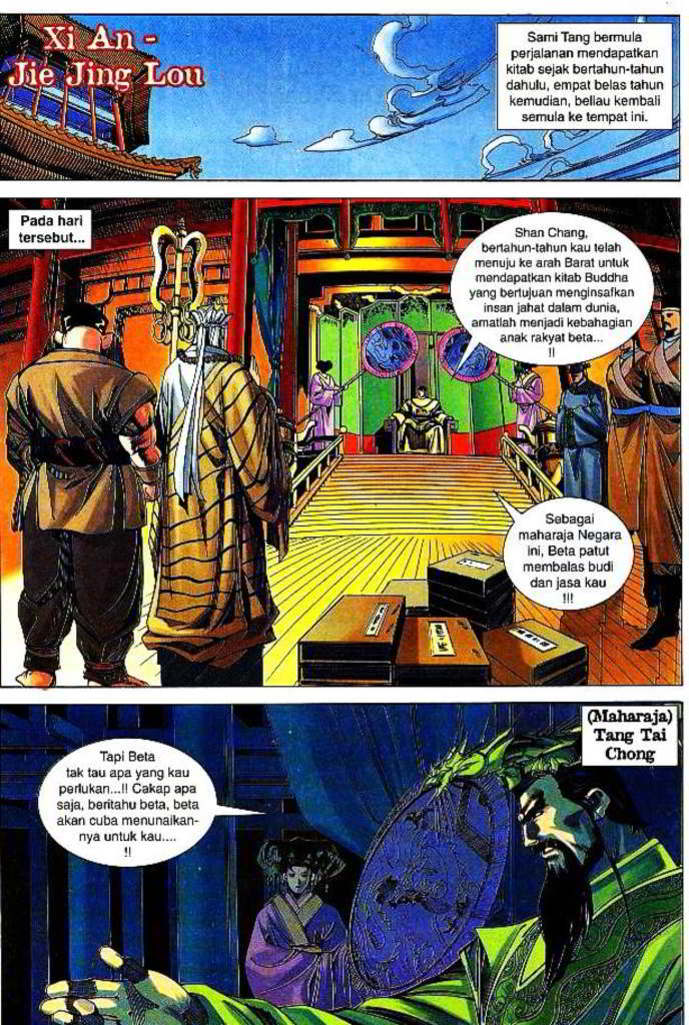 Xi An -
Jie Jing Lou
Sami Tang bermula
perjalanan mendapatkan
kitab sejak bertahun-tahun
dahulu, empat belas tahun
kemudian, beliau kembali
semula ke tempat ini.
Pada hari
tersebut...
Shan Chang,
bertahun-tahun kau telah
menuju ke arah Barat untuk
mendapatkan kitab Buddha
yang bertujuan menginsafkan
insan jahat dalam dunia,
amatlah menjadi kebahagian
anak rakyat beta...
!!
Sebagai
maharaja Negara
ini, Beta patut
membalas budi
dan jasa kau
!!!
(Maharaja)
Tang Tai
Chong
Tapi Beta
tak tau apa yang kau
perlukan...!! Cakap apa
saja, beritahu beta, beta
akan cuba menunaikan-
nya untuk kau....
!!